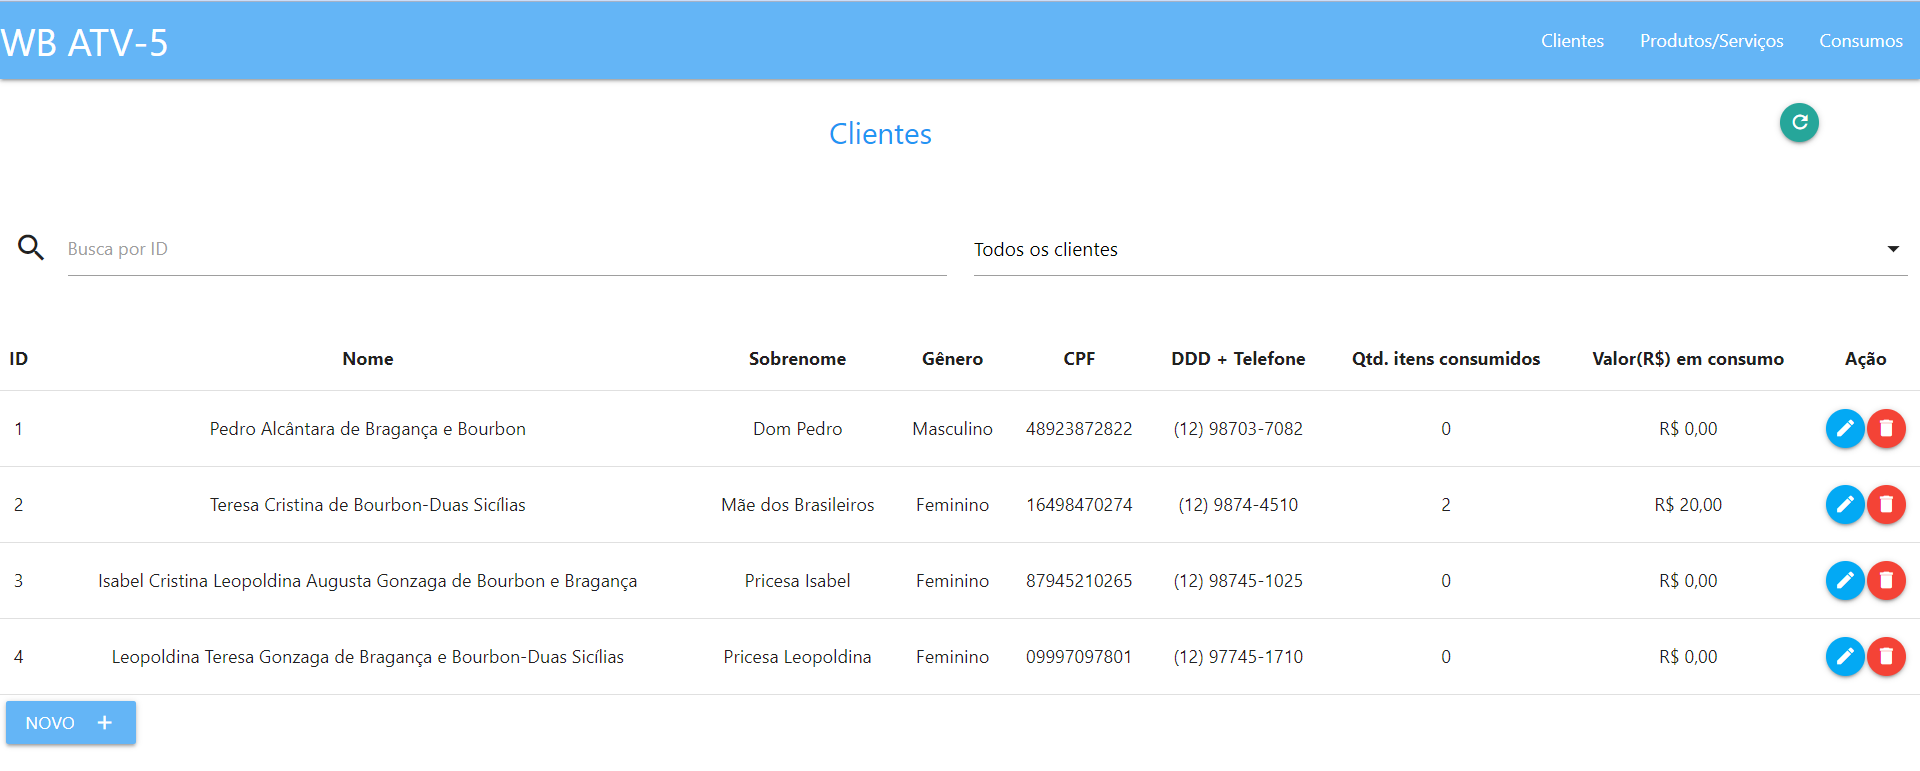 WB ATV-5 Clientes Produtos/Serviços Consumos
Clientes
Busca por ID Todos os clientes
ID Nome Sobrenome Gênero CPF DDD + Telefone Qtd. itens consumidos Valor(R$) em consumo Ação
1 Pedro Alcântara de Bragança e Bourbon Dom Pedro Masculino 48923872822 (12) 98703-7082 0 R$ 0,00
2 Teresa Cristina de Bourbon-Duas Sicílias Mãe dos Brasileiros Feminino 16498470274 (12) 9874-4510 2 R$ 20,00
3 Isabel Cristina Leopoldina Augusta Gonzaga de Bourbon e Bragança Pricesa Isabel Feminino 87945210265 (12) 98745-1025 0 R$ 0,00
4 Leopoldina Teresa Gonzaga de Bragança e Bourbon-Duas Sicílias Pricesa Leopoldina Feminino 09997097801 (12) 97745-1710 0 R$ 0,00
NOVO +